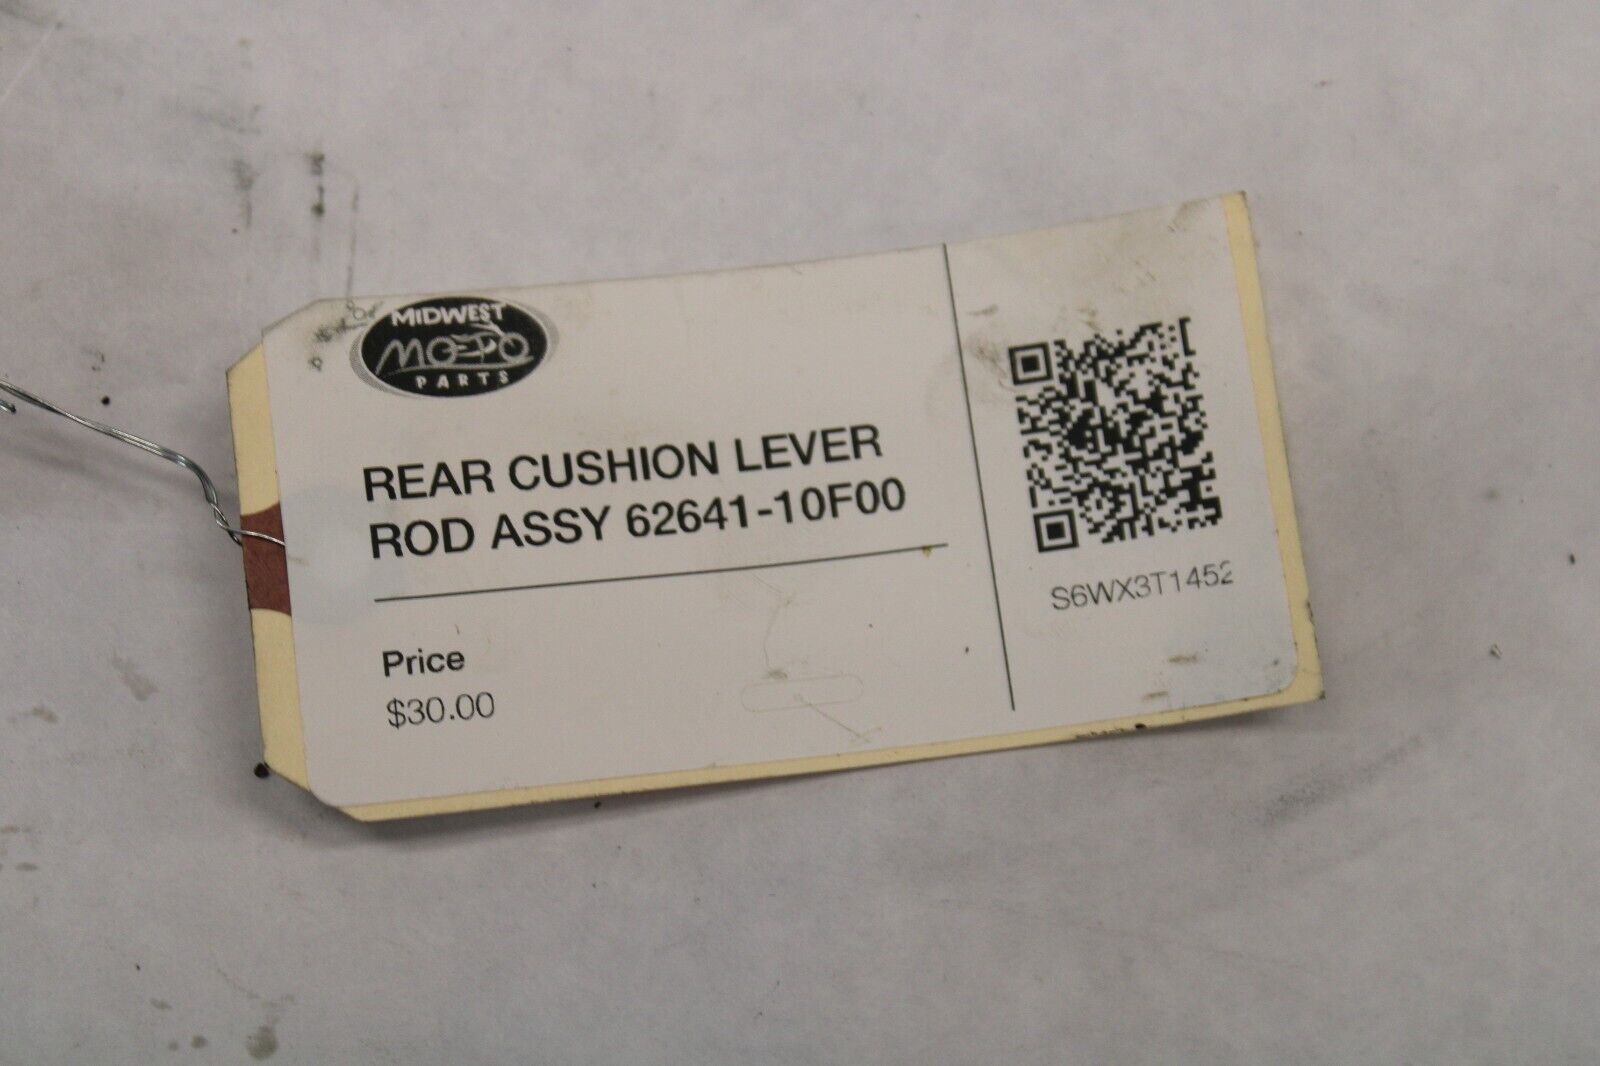 MIDWEST
MOTO
PARTS
REAR CUSHION LEVER
ROD ASSY 62641-10F00
Price
$30.00
S6WX3T1452